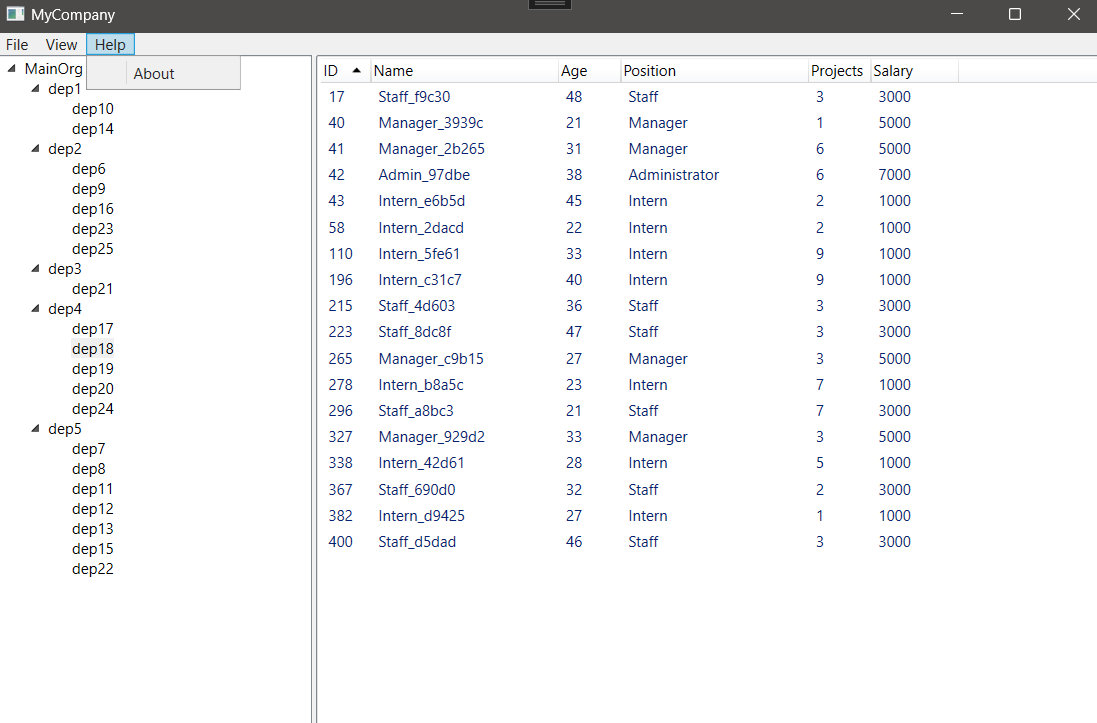 MyCompany
File View Help
About
MainOrg
dep1
dep10
dep14
dep2
dep6
dep9
dep16
dep23
dep25
dep3
dep21
dep4
dep17
dep18
dep19
dep20
dep24
dep5
dep7
dep8
dep11
dep12
dep13
dep15
dep22
ID Name Age Position Projects Salary
17 Staff_f9c30 48 Staff 3 3000
40 Manager_3939c 21 Manager 1 5000
41 Manager_2b265 31 Manager 6 5000
42 Admin_97dbe 38 Administrator 6 7000
43 Intern_e6b5d 45 Intern 2 1000
58 Intern_2dacd 22 Intern 2 1000
110 Intern_5fe61 33 Intern 9 1000
196 Intern_c31c7 40 Intern 9 1000
215 Staff_4d603 36 Staff 3 3000
223 Staff_8dc8f 47 Staff 3 3000
265 Manager_c9b15 27 Manager 3 5000
278 Intern_b8a5c 23 Intern 7 1000
296 Staff_a8bc3 21 Staff 7 3000
327 Manager_929d2 33 Manager 3 5000
338 Intern_42d61 28 Intern 5 1000
367 Staff_690d0 32 Staff 2 3000
382 Intern_d9425 27 Intern 1 1000
400 Staff_d5dad 46 Staff 3 3000